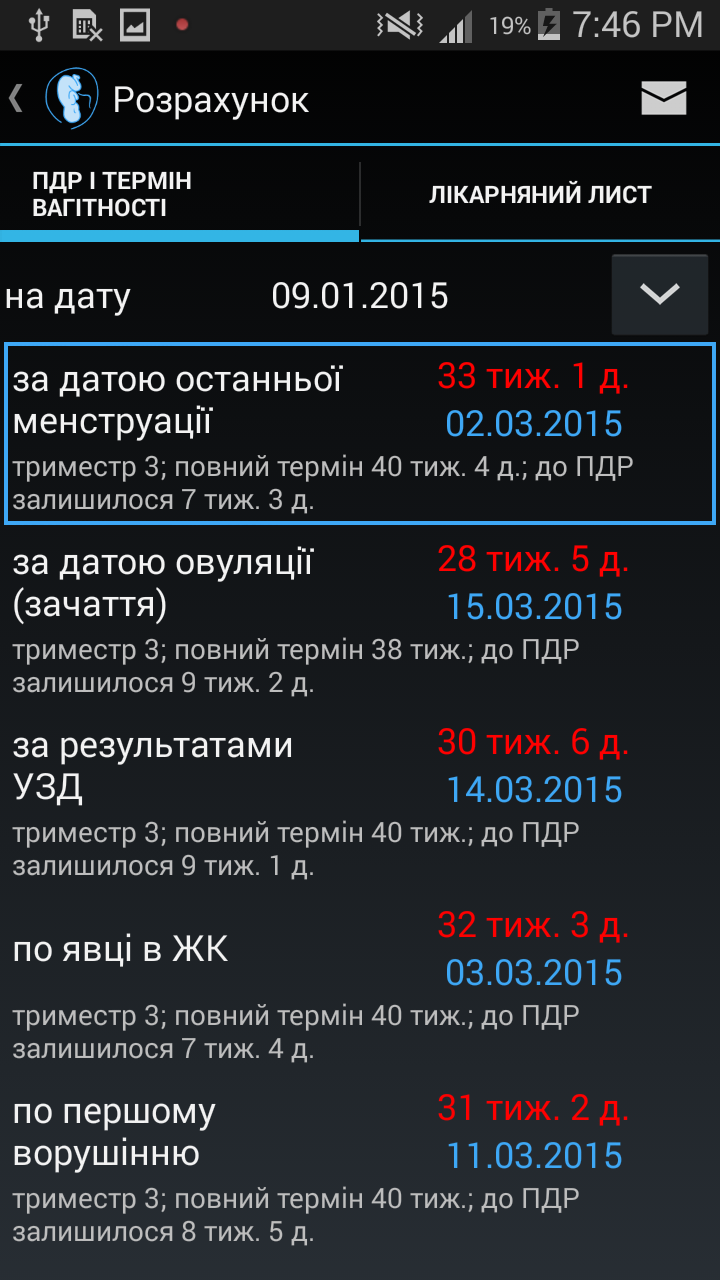 19% 7:46 PM
Розрахунок
ПДР І ТЕРМІН
ВАГІТНОСТІ
ЛІКАРНЯНИЙ ЛИСТ
на дату 09.01.2015
за датою останньої
менструації
33 тиж. 1 д.
02.03.2015
триместр 3; повний термін 40 тиж. 4 д.; до ПДР
залишилося 7 тиж. 3 д.
за датою овуляції
(зачаття)
28 тиж. 5 д.
15.03.2015
триместр 3; повний термін 38 тиж.; до ПДР
залишилося 9 тиж. 2 д.
за результатами
УЗД
30 тиж. 6 д.
14.03.2015
триместр 3; повний термін 40 тиж.; до ПДР
залишилося 9 тиж. 1 д.
по явці в ЖК
32 тиж. 3 д.
03.03.2015
триместр 3; повний термін 40 тиж.; до ПДР
залишилося 7 тиж. 4 д.
по першому
ворушінню
31 тиж. 2 д.
11.03.2015
триместр 3; повний термін 40 тиж.; до ПДР
залишилося 8 тиж. 5 д.